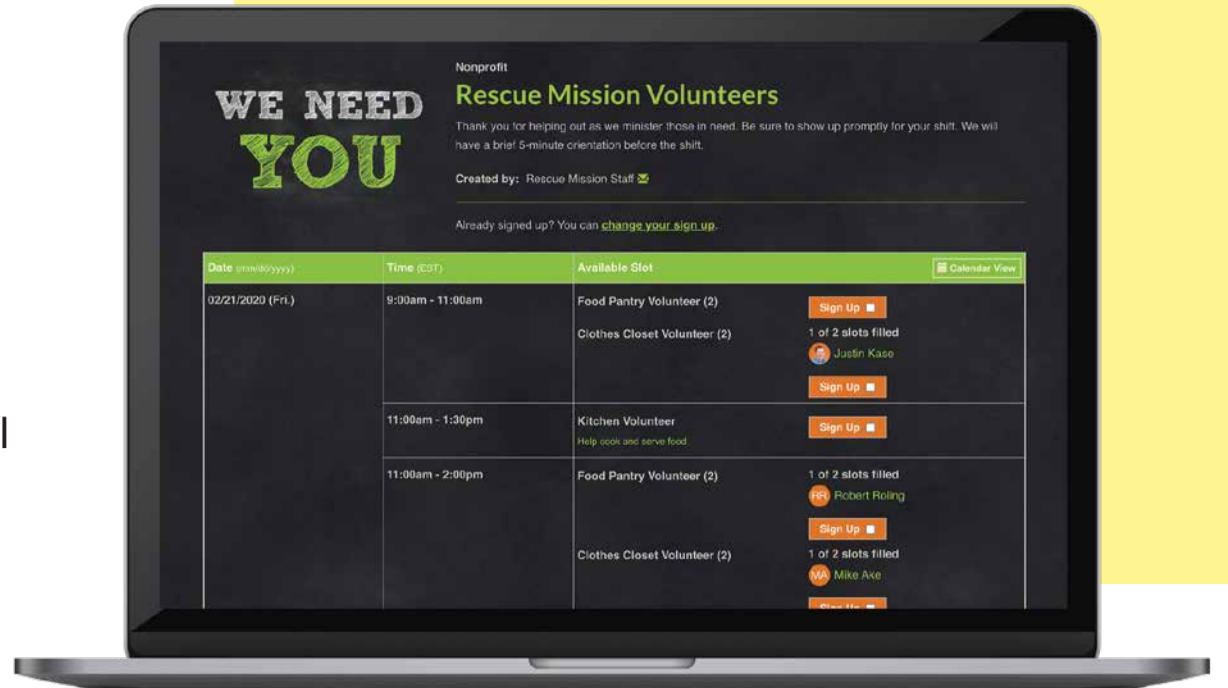 Nonprofit
WE NEED
YOU
Rescue Mission Volunteers
Thank you for helping out as we minister those in need. Be sure to show up promptly for your shift. We will
have a brief 5-minute orientation before the shift.
Created by: Rescue Mission Staff
Already signed up? You can change your sign up.
Date (mm/dd/yyyy) Time (EST) Available Slot Calendar View
02/21/2020 (Fri.) 9:00am - 11:00am Food Pantry Volunteer (2) Sign Up
Clothes Closet Volunteer (2) 1 of 2 slots filled
Justin Kase
Sign Up
11:00am - 1:30pm Kitchen Volunteer Sign Up
Help cook and serve food
11:00am - 2:00pm Food Pantry Volunteer (2) 1 of 2 slots filled
RR Robert Roling
Sign Up
Clothes Closet Volunteer (2) 1 of 2 slots filled
MA Mike Ake
Sign Up